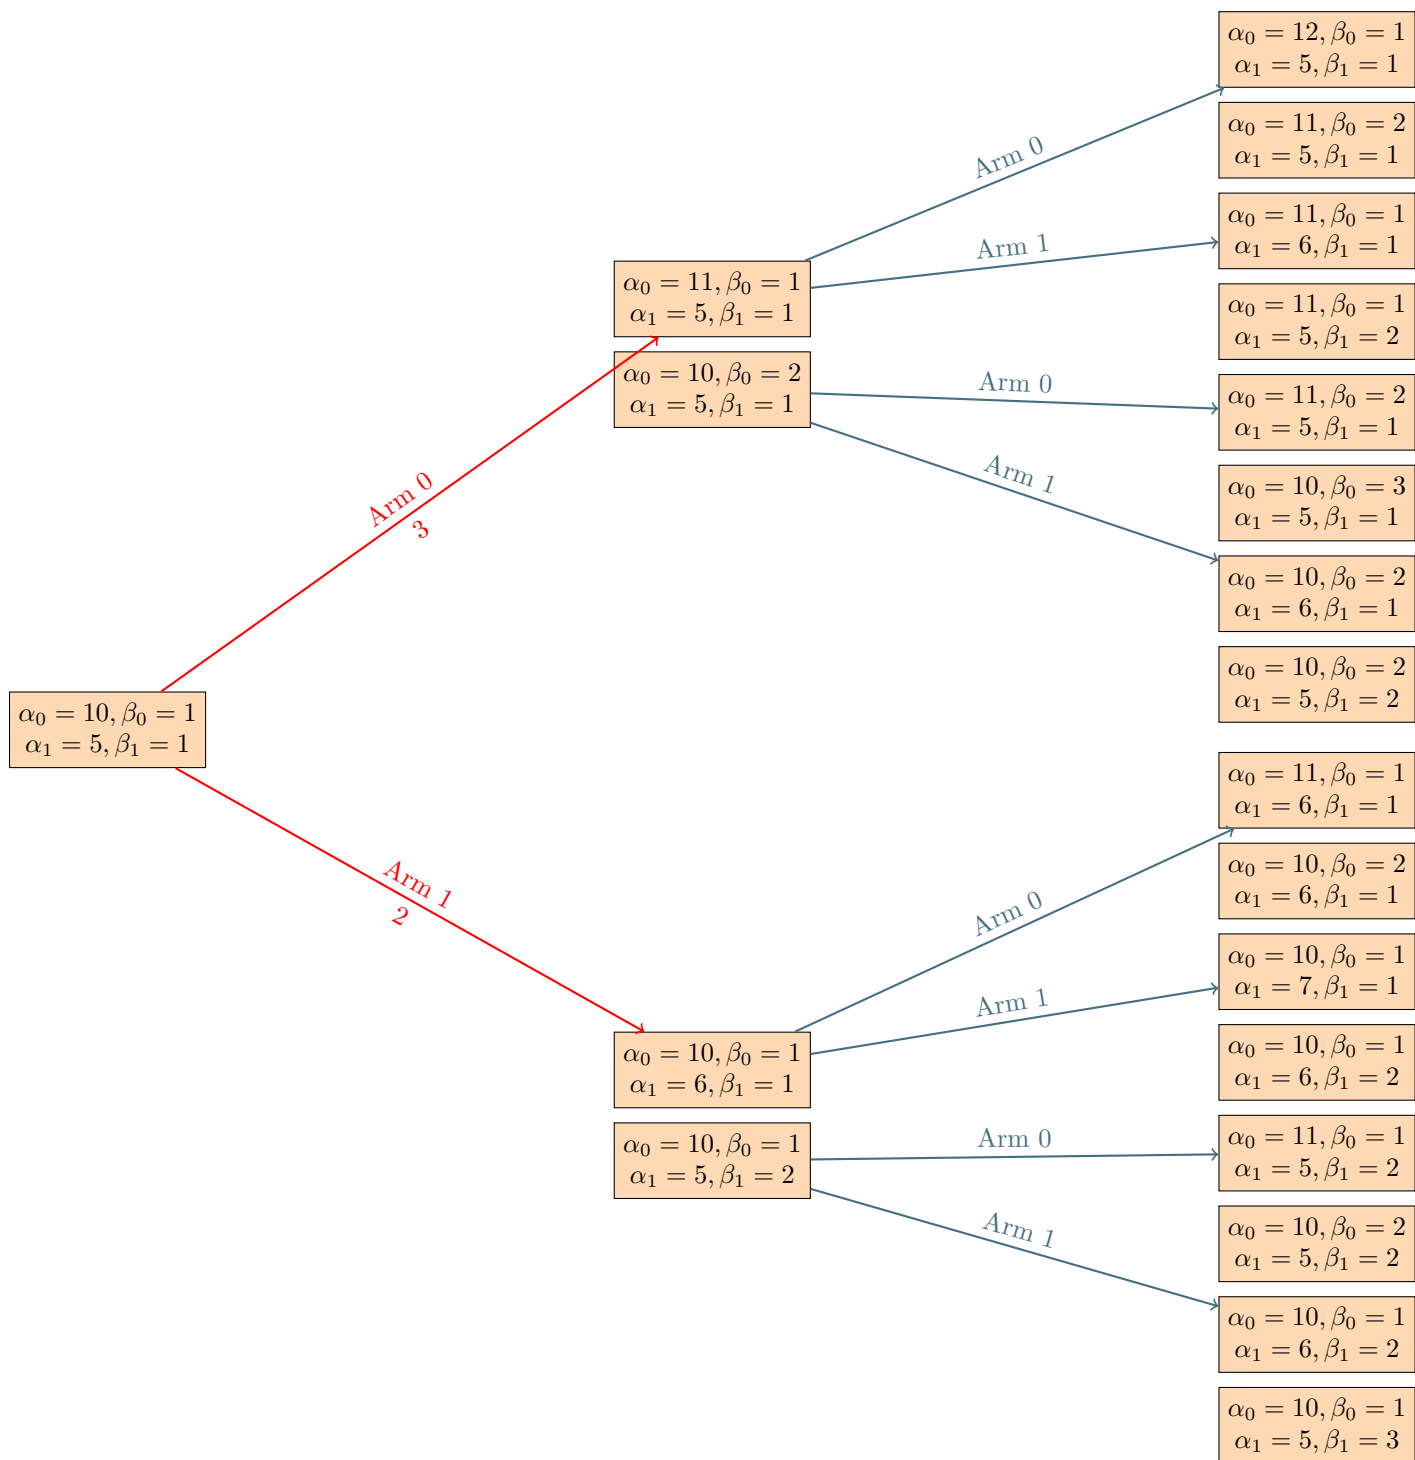 α₀ = 10, β₀ = 1
α₁ = 5, β₁ = 1
Arm 0
3
Arm 1
2
α₀ = 11, β₀ = 1
α₁ = 5, β₁ = 1
α₀ = 10, β₀ = 2
α₁ = 5, β₁ = 1
α₀ = 10, β₀ = 1
α₁ = 6, β₁ = 1
α₀ = 10, β₀ = 1
α₁ = 5, β₁ = 2
Arm 0
Arm 1
Arm 0
Arm 1
Arm 0
Arm 1
Arm 0
Arm 1
α₀ = 12, β₀ = 1
α₁ = 5, β₁ = 1
α₀ = 11, β₀ = 2
α₁ = 5, β₁ = 1
α₀ = 11, β₀ = 1
α₁ = 6, β₁ = 1
α₀ = 11, β₀ = 1
α₁ = 5, β₁ = 2
α₀ = 11, β₀ = 2
α₁ = 5, β₁ = 1
α₀ = 10, β₀ = 3
α₁ = 5, β₁ = 1
α₀ = 10, β₀ = 2
α₁ = 6, β₁ = 1
α₀ = 10, β₀ = 2
α₁ = 5, β₁ = 2
α₀ = 11, β₀ = 1
α₁ = 6, β₁ = 1
α₀ = 10, β₀ = 2
α₁ = 6, β₁ = 1
α₀ = 10, β₀ = 1
α₁ = 7, β₁ = 1
α₀ = 10, β₀ = 1
α₁ = 6, β₁ = 2
α₀ = 11, β₀ = 1
α₁ = 5, β₁ = 2
α₀ = 10, β₀ = 2
α₁ = 5, β₁ = 2
α₀ = 10, β₀ = 1
α₁ = 6, β₁ = 2
α₀ = 10, β₀ = 1
α₁ = 5, β₁ = 3